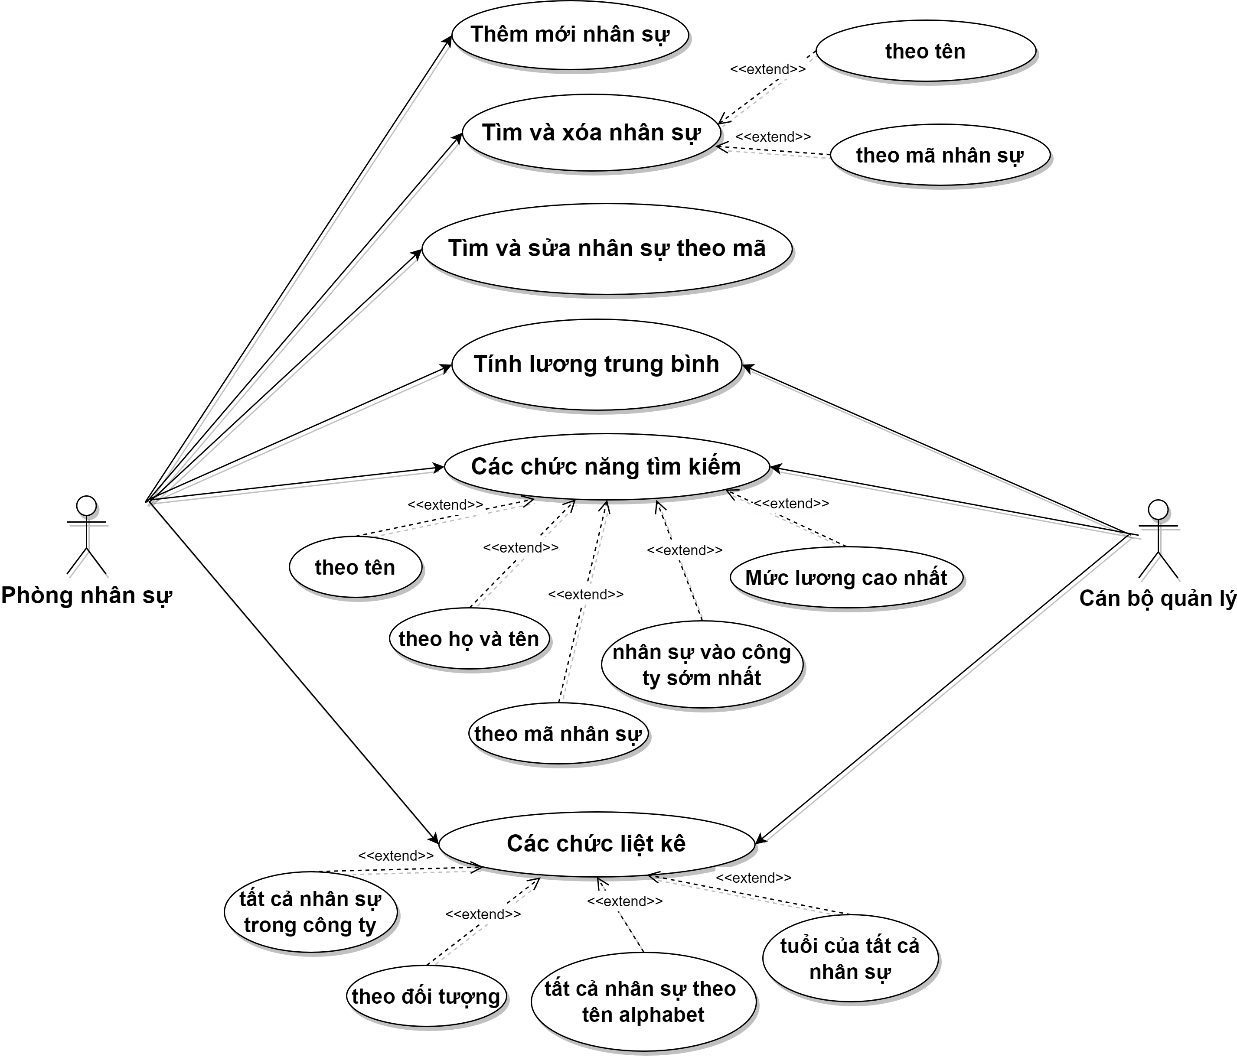 Thêm mới nhân sự
theo tên
<<extend>>
Tìm và xóa nhân sự
<<extend>>
theo mã nhân sự
Tìm và sửa nhân sự theo mã
Tính lương trung bình
Các chức năng tìm kiếm
<<extend>>
<<extend>>
<<extend>>
<<extend>>
<<extend>>
theo tên
Mức lương cao nhất
Phòng nhân sự
Cán bộ quản lý
theo họ và tên
nhân sự vào công
ty sớm nhất
theo mã nhân sự
Các chức liệt kê
<<extend>>
<<extend>>
<<extend>>
<<extend>>
tất cả nhân sự
trong công ty
tuổi của tất cả
nhân sự
theo đối tượng
tất cả nhân sự theo
tên alphabet